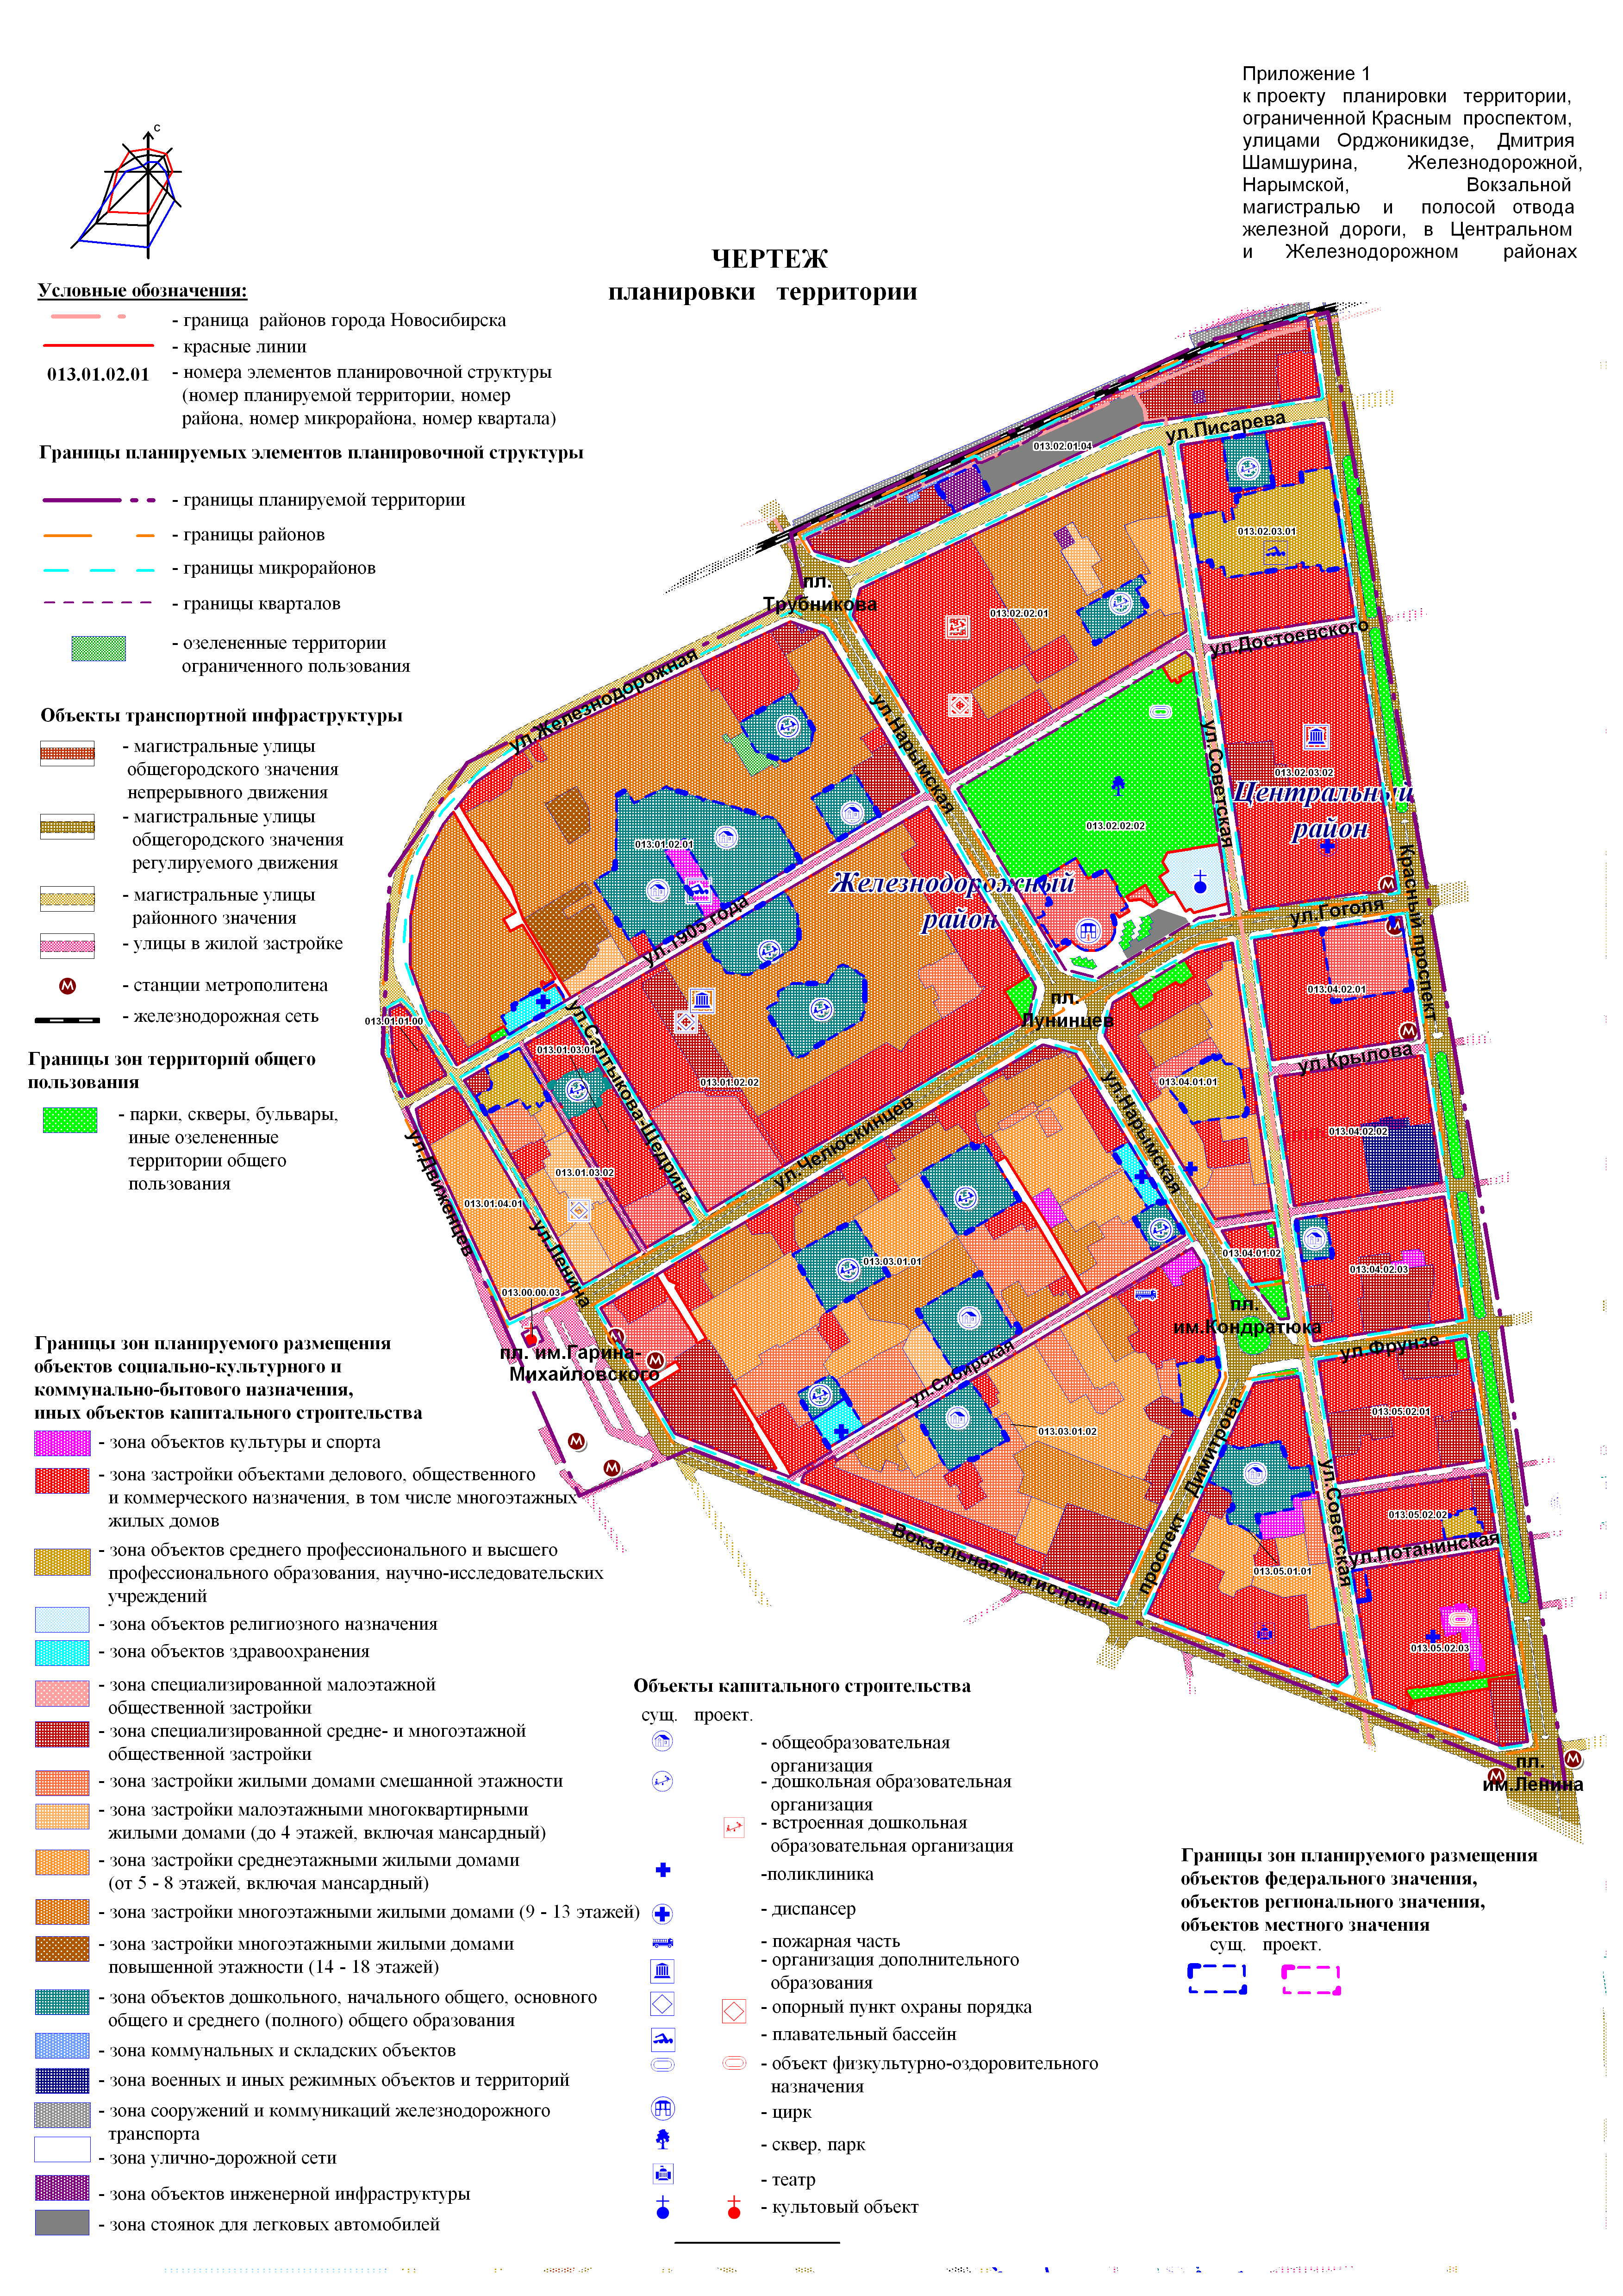 Приложение 1
к проекту планировки территории,
ограниченной Красным проспектом,
улицами Орджоникидзе, Дмитрия
Шамшурина, Железнодорожной,
Нарымской, Вокзальной
магистралью и полосой отвода
железной дороги, в Центральном
и Железнодорожном районах
с
ЧЕРТЕЖ
планировки территории
Условные обозначения:
- граница районов города Новосибирска
- красные линии
013.01.02.01 - номера элементов планировочной структуры
(номер планируемой территории, номер
района, номер микрорайона, номер квартала)
Границы планируемых элементов планировочной структуры
- границы планируемой территории
- границы районов
- границы микрорайонов
- границы кварталов
- озелененные территории
ограниченного пользования
Объекты транспортной инфраструктуры
- магистральные улицы
общегородского значения
непрерывного движения
- магистральные улицы
общегородского значения
регулируемого движения
- магистральные улицы
районного значения
- улицы в жилой застройке
М - станции метрополитена
- железнодорожная сеть
Границы зон территорий общего
пользования
- парки, скверы, бульвары,
иные озелененные
территории общего
пользования
Границы зон планируемого размещения
объектов социально-культурного и
коммунально-бытового назначения,
иных объектов капитального строительства
- зона объектов культуры и спорта
- зона застройки объектами делового, общественного
и коммерческого назначения, в том числе многоэтажных
жилых домов
- зона объектов среднего профессионального и высшего
профессионального образования, научно-исследовательских
учреждений
- зона объектов религиозного назначения
- зона объектов здравоохранения
- зона специализированной малоэтажной
общественной застройки
- зона специализированной средне- и многоэтажной
общественной застройки
- зона застройки жилыми домами смешанной этажности
- зона застройки малоэтажными многоквартирными
жилыми домами (до 4 этажей, включая мансардный)
- зона застройки среднеэтажными жилыми домами
(от 5 - 8 этажей, включая мансардный)
- зона застройки многоэтажными жилыми домами (9 - 13 этажей)
- зона застройки многоэтажными жилыми домами
повышенной этажности (14 - 18 этажей)
- зона объектов дошкольного, начального общего, основного
общего и среднего (полного) общего образования
- зона коммунальных и складских объектов
- зона военных и иных режимных объектов и территорий
- зона сооружений и коммуникаций железнодорожного
транспорта
- зона улично-дорожной сети
- зона объектов инженерной инфраструктуры
- зона стоянок для легковых автомобилей
Объекты капитального строительства
сущ. проект.
- общеобразовательная
организация
- дошкольная образовательная
организация
- встроенная дошкольная
образовательная организация
-поликлиника
- диспансер
- пожарная часть
- организация дополнительного
образования
- опорный пункт охраны порядка
- плавательный бассейн
- объект физкультурно-оздоровительного
назначения
- цирк
- сквер, парк
- театр
- культовый объект
Границы зон планируемого размещения
объектов федерального значения,
объектов регионального значения,
объектов местного значения
сущ. проект.
ул.Писарева
013.02.01.04
013.02.03.01
пл.
Трубникова
013.02.02.01
ул.Достоевского
ул.Железнодорожная
ул.Нарымская
ул.Советская
013.02.03.02
Центральный
район
013.02.02.02
013.01.02.01
Железнодорожный
район
Красный проспект
М
ул.Гоголя
М
ул.1905 года
013.04.02.01
пл.
Лунинцев
013.01.01.00
М
ул.Крылова
013.01.03.01
ул.Салтыкова-Щедрина
013.01.02.02
013.04.01.01
ул.Нарымская
ул.Челюскинцев
013.04.02.02
ул.Движенцев
013.01.03.02
013.01.04.01
ул.Ленина
013.03.01.01
013.04.01.02
013.04.02.03
013.00.00.03
пл.
им.Кондратюка
ул.Фрунзе
М
пл. им.Гарина-
Михайловского
М
ул.Сибирская
013.03.01.02
013.05.02.01
М
М
проспект Димитрова
ул.Советская
013.05.02.02
ул.Потанинская
Вокзальная магистраль
013.05.01.01
013.05.02.03
М
пл.
им.Ленина
М